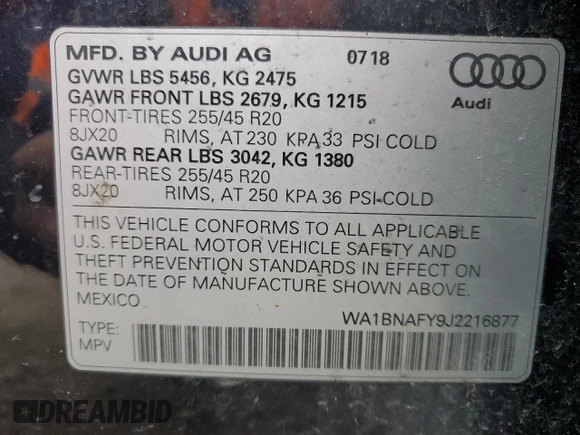 MFD. BY AUDI AG 0718
GVWR LBS 5456, KG 2475
GAWR FRONT LBS 2679, KG 1215
FRONT-TIRES 255/45 R20
8JX20 RIMS, AT 230 KPA 33 PSI COLD
GAWR REAR LBS 3042, KG 1380
REAR-TIRES 255/45 R20
8JX20 RIMS, AT 250 KPA 36 PSI COLD
Audi
THIS VEHICLE CONFORMS TO ALL APPLICABLE
U.S. FEDERAL MOTOR VEHICLE SAFETY AND
THEFT PREVENTION STANDARDS IN EFFECT ON
THE DATE OF MANUFACTURE SHOWN ABOVE.
MEXICO
WA1BNAFY9J2216877
TYPE:
MPV
DREAMBID